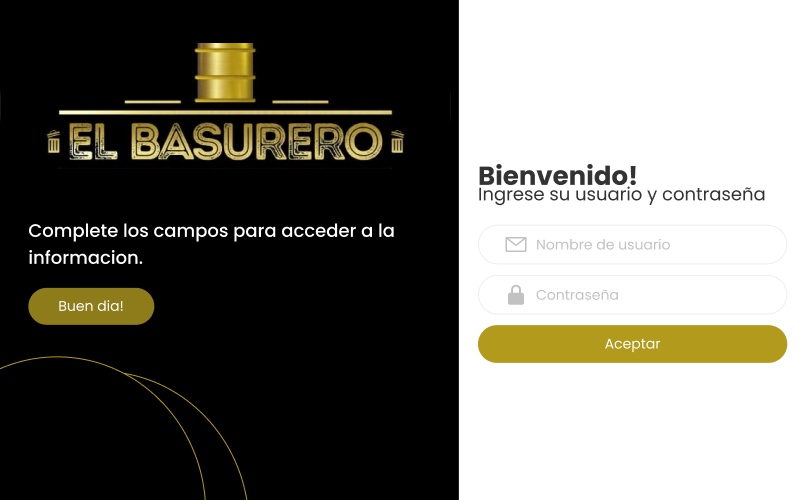 EL BASURERO
Complete los campos para acceder a la
informacion.
Buen dia!
Bienvenido!
Ingrese su usuario y contraseña
Nombre de usuario
Contraseña
Aceptar